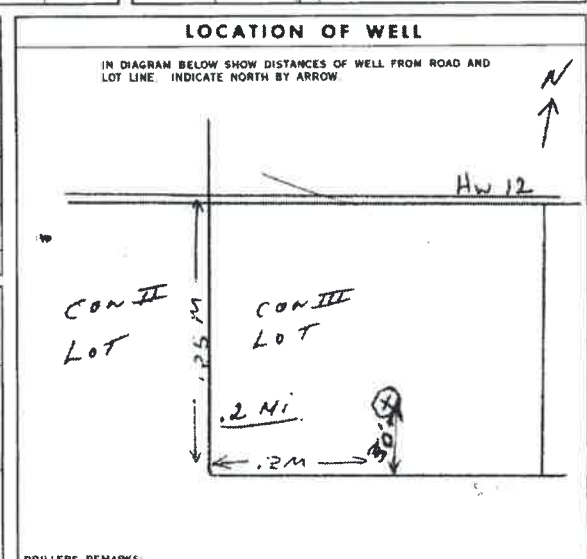 LOCATION OF WELL
IN DIAGRAM BELOW SHOW DISTANCES OF WELL FROM ROAD AND
LOT LINE. INDICATE NORTH BY ARROW.
N
Hw 12
CON II
LOT
CON III
LOT
.25 M
.2 Mi.
.2M
30'
DRILLERS REMARKS: